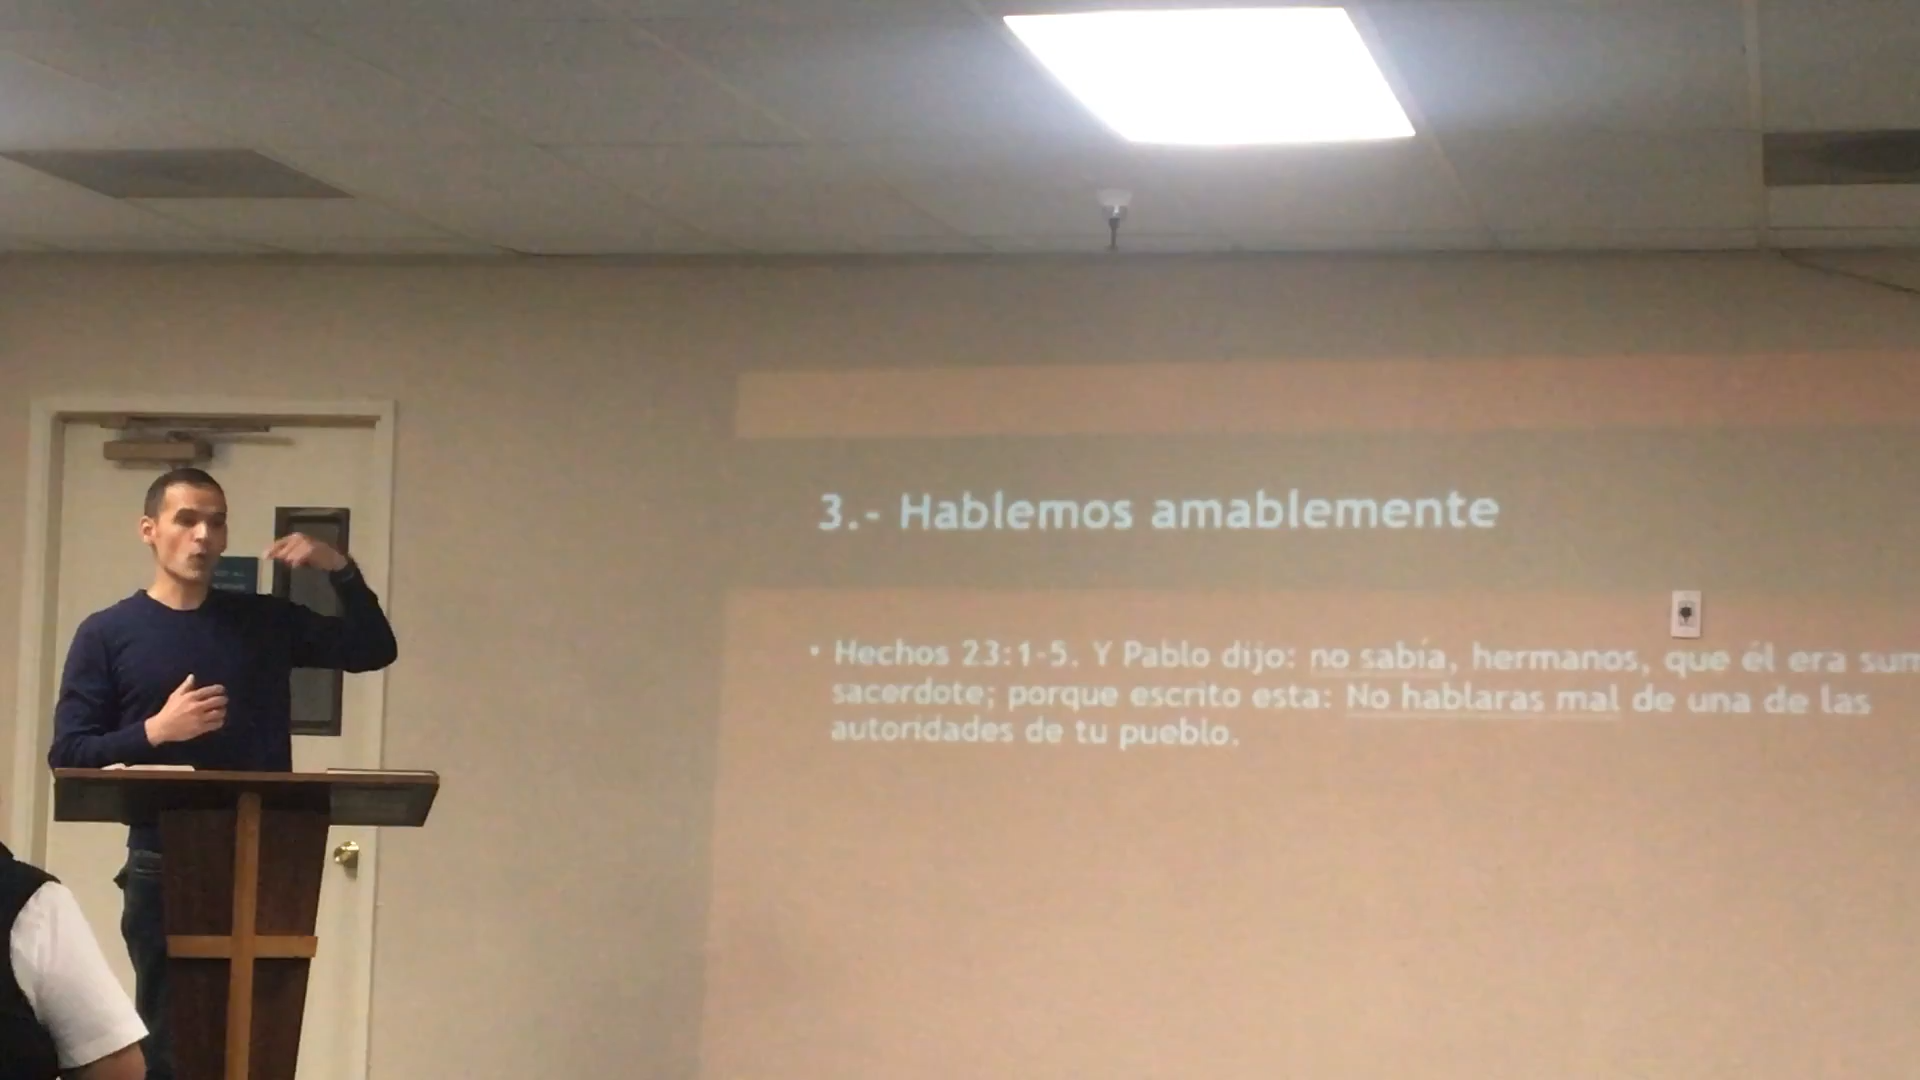 3.- Hablemos amablemente
• Hechos 23:1-5. Y Pablo dijo: no sabía, hermanos, que él era sum
sacerdote; porque escrito esta: No hablaras mal de una de las
autoridades de tu pueblo.